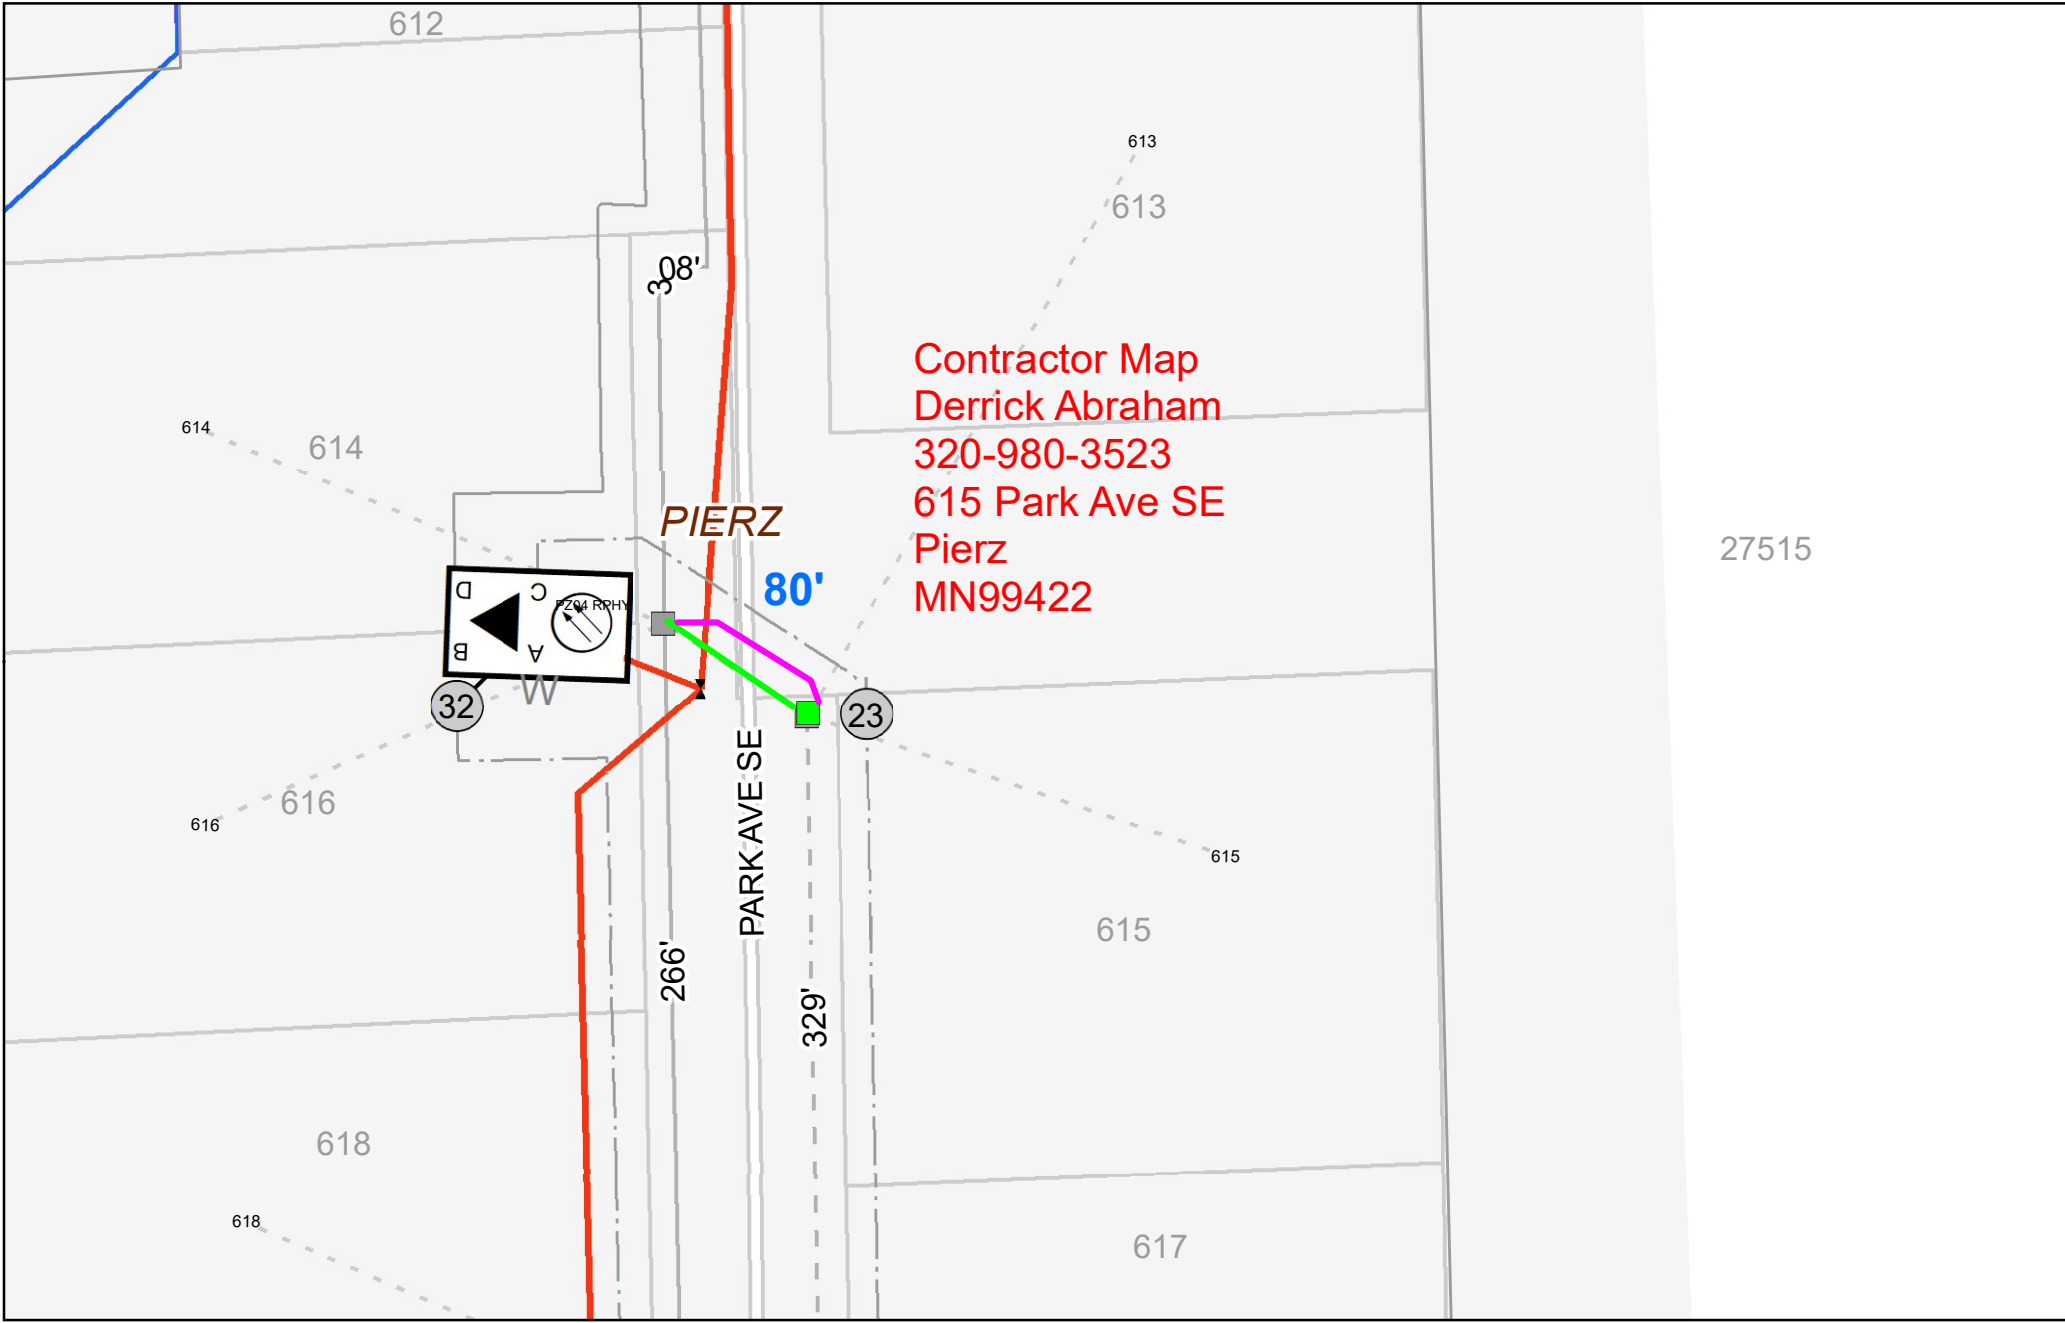 612
613
613
308'
Contractor Map
Derrick Abraham
320-980-3523
615 Park Ave SE
Pierz
MN99422
614
614
PIERZ
27515
80'
D
C
PZ04 RPHY
B
A
W
32
23
PARK AVE SE
616
616
615
615
266'
329'
618
618
617